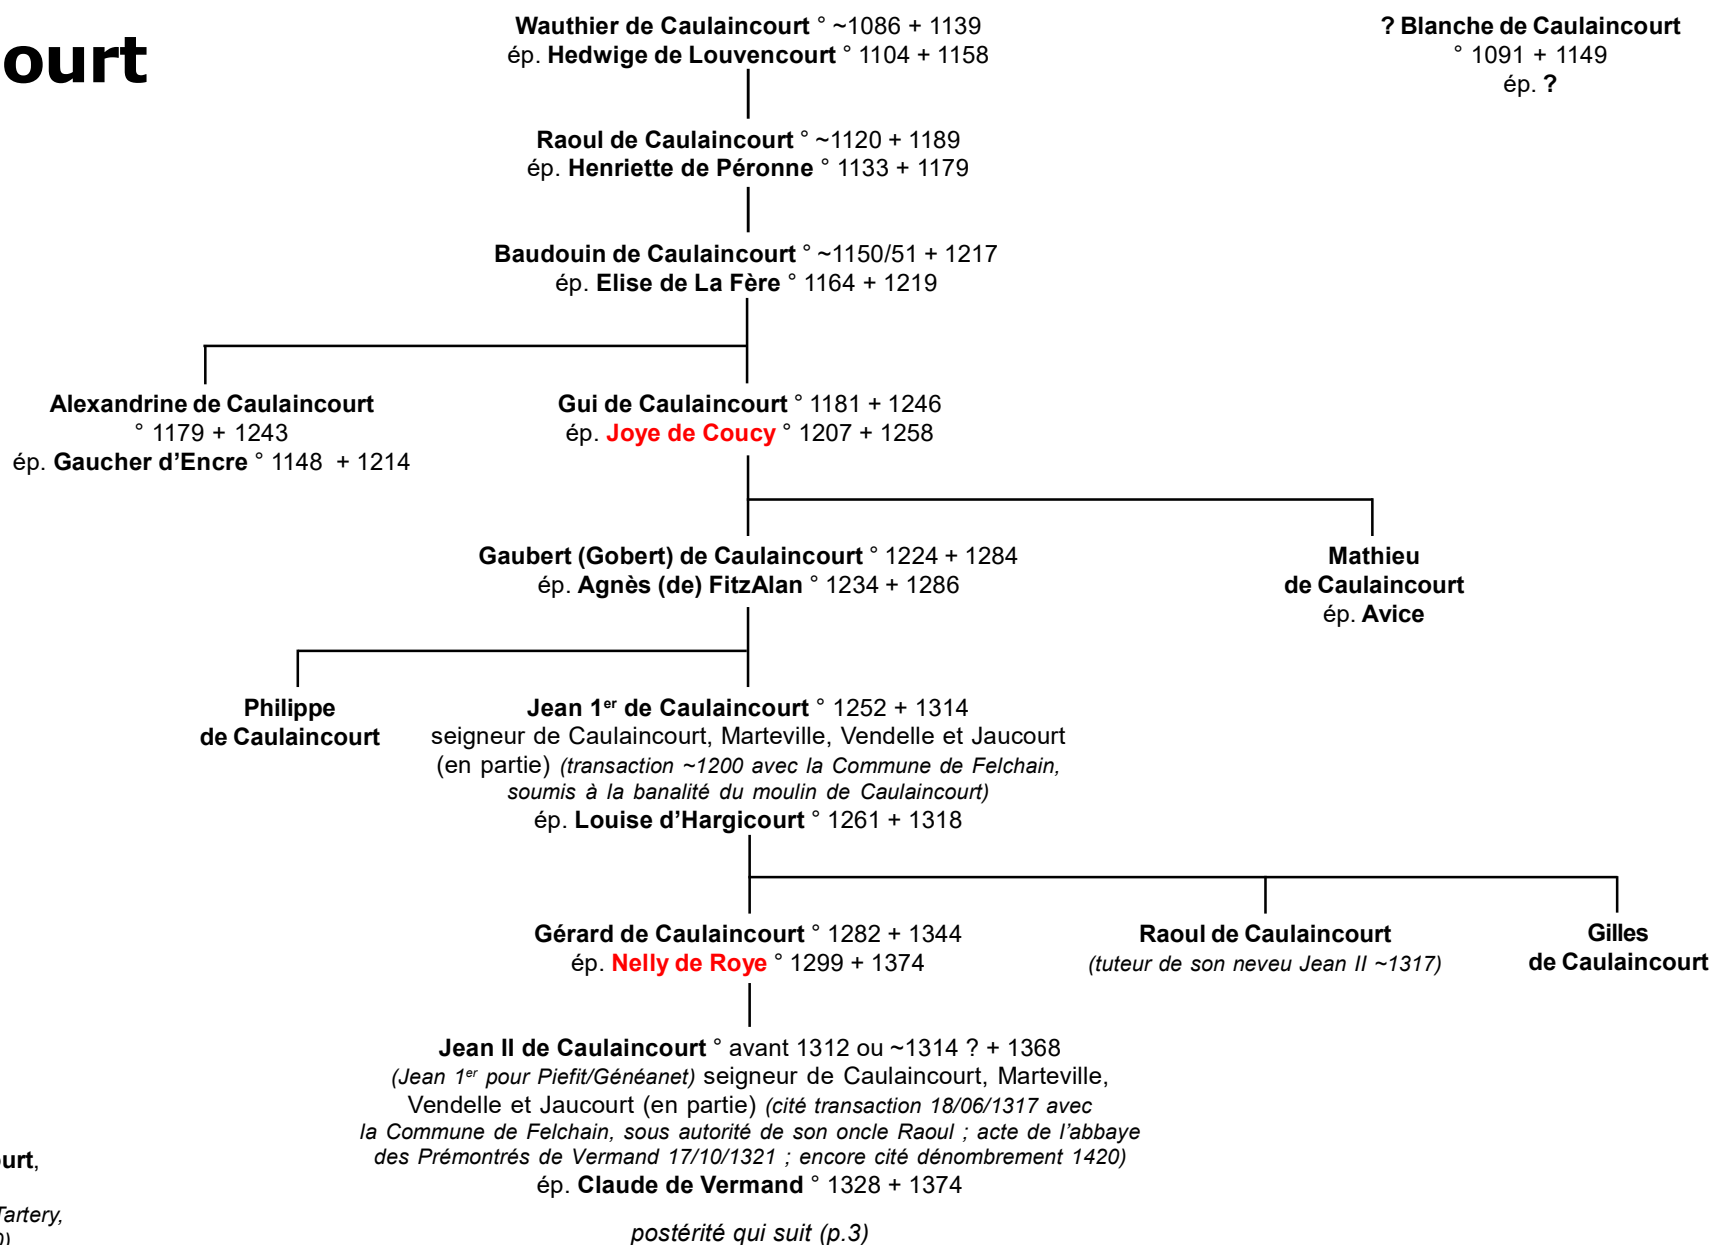 ourt
Wauthier de Caulaincourt ° ~1086 + 1139
ép. Hedwige de Louvencourt ° 1104 + 1158
? Blanche de Caulaincourt
° 1091 + 1149
ép. ?
Raoul de Caulaincourt ° ~1120 + 1189
ép. Henriette de Péronne ° 1133 + 1179
Baudouin de Caulaincourt ° ~1150/51 + 1217
ép. Elise de La Fère ° 1164 + 1219
Alexandrine de Caulaincourt
° 1179 + 1243
ép. Gaucher d’Encre ° 1148 + 1214
Gui de Caulaincourt ° 1181 + 1246
ép. Joye de Coucy ° 1207 + 1258
Gaubert (Gobert) de Caulaincourt ° 1224 + 1284
ép. Agnès (de) FitzAlan ° 1234 + 1286
Mathieu
de Caulaincourt
ép. Avice
Philippe
de Caulaincourt
Jean 1er de Caulaincourt ° 1252 + 1314
seigneur de Caulaincourt, Marteville, Vendelle et Jaucourt
(en partie) (transaction ~1200 avec la Commune de Felchain,
soumis à la banalité du moulin de Caulaincourt)
ép. Louise d’Hargicourt ° 1261 + 1318
Gérard de Caulaincourt ° 1282 + 1344
ép. Nelly de Roye ° 1299 + 1374
Raoul de Caulaincourt
(tuteur de son neveu Jean II ~1317)
Gilles
de Caulaincourt
Jean II de Caulaincourt ° avant 1312 ou ~1314 ? + 1368
(Jean 1er pour Piefit/Généanet) seigneur de Caulaincourt, Marteville,
Vendelle et Jaucourt (en partie) (cité transaction 18/06/1317 avec
la Commune de Felchain, sous autorité de son oncle Raoul ; acte de l’abbaye
des Prémontrés de Vermand 17/10/1321 ; encore cité dénombrement 1420)
ép. Claude de Vermand ° 1328 + 1374
postérité qui suit (p.3)
urt,
Tartery,